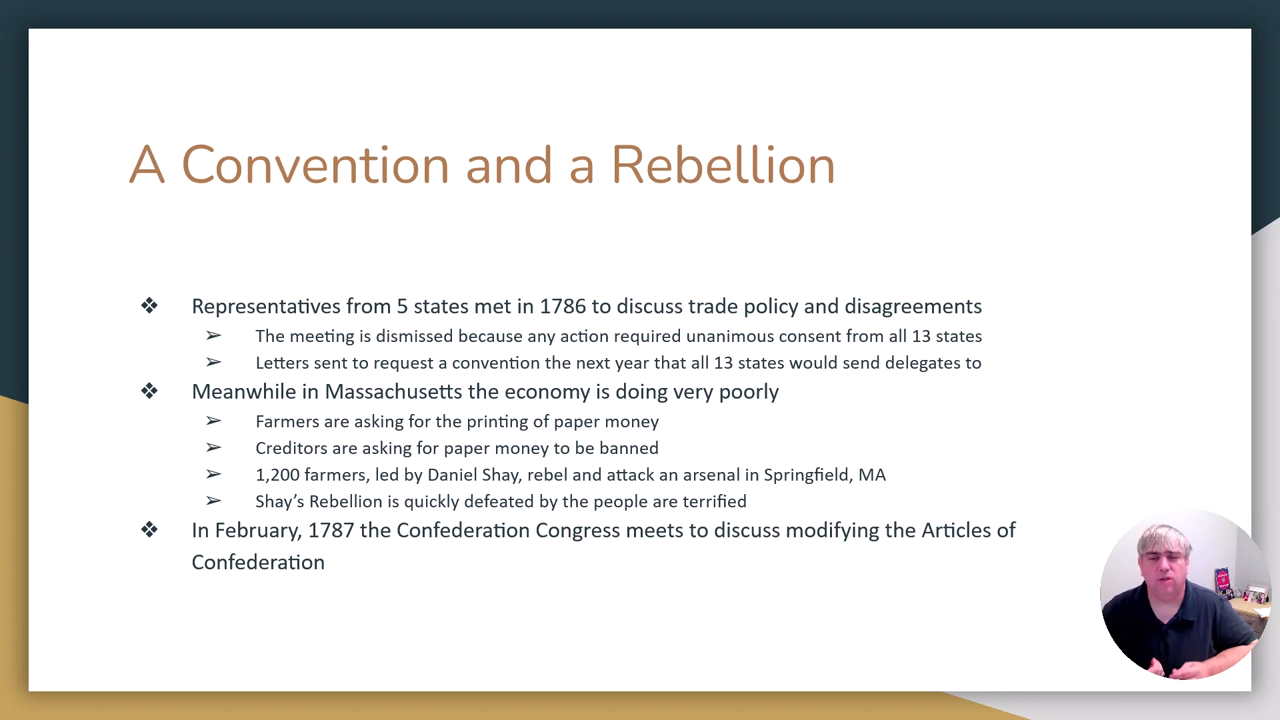 A Convention and a Rebellion
❖ Representatives from 5 states met in 1786 to discuss trade policy and disagreements
➢ The meeting is dismissed because any action required unanimous consent from all 13 states
➢ Letters sent to request a convention the next year that all 13 states would send delegates to
❖ Meanwhile in Massachusetts the economy is doing very poorly
➢ Farmers are asking for the printing of paper money
➢ Creditors are asking for paper money to be banned
➢ 1,200 farmers, led by Daniel Shay, rebel and attack an arsenal in Springfield, MA
➢ Shay’s Rebellion is quickly defeated by the people are terrified
❖ In February, 1787 the Confederation Congress meets to discuss modifying the Articles of
Confederation